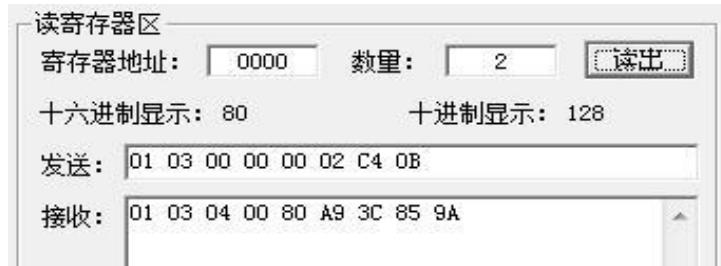 读寄存器区
寄存器地址： 0000 数量： 2 读出
十六进制显示：80 十进制显示：128
发送： 01 03 00 00 00 02 C4 0B
接收： 01 03 04 00 80 A9 3C 85 9A